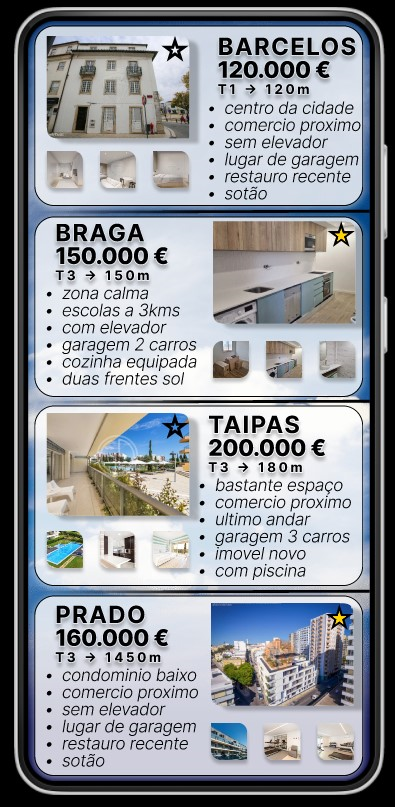 BARCELOS
120.000 €
T1 → 120m
• centro da cidade
• comercio proximo
• sem elevador
• lugar de garagem
• restauro recente
• sotão
BRAGA
150.000 €
T3 → 150m
• zona calma
• escolas a 3kms
• com elevador
• garagem 2 carros
• cozinha equipada
• duas frentes sol
TAIPAS
200.000 €
T3 → 180m
• bastante espaço
• comercio proximo
• ultimo andar
• garagem 3 carros
• imovel novo
• com piscina
PRADO
160.000 €
T3 → 1450m
• condominio baixo
• comercio proximo
• sem elevador
• lugar de garagem
• restauro recente
• sotão